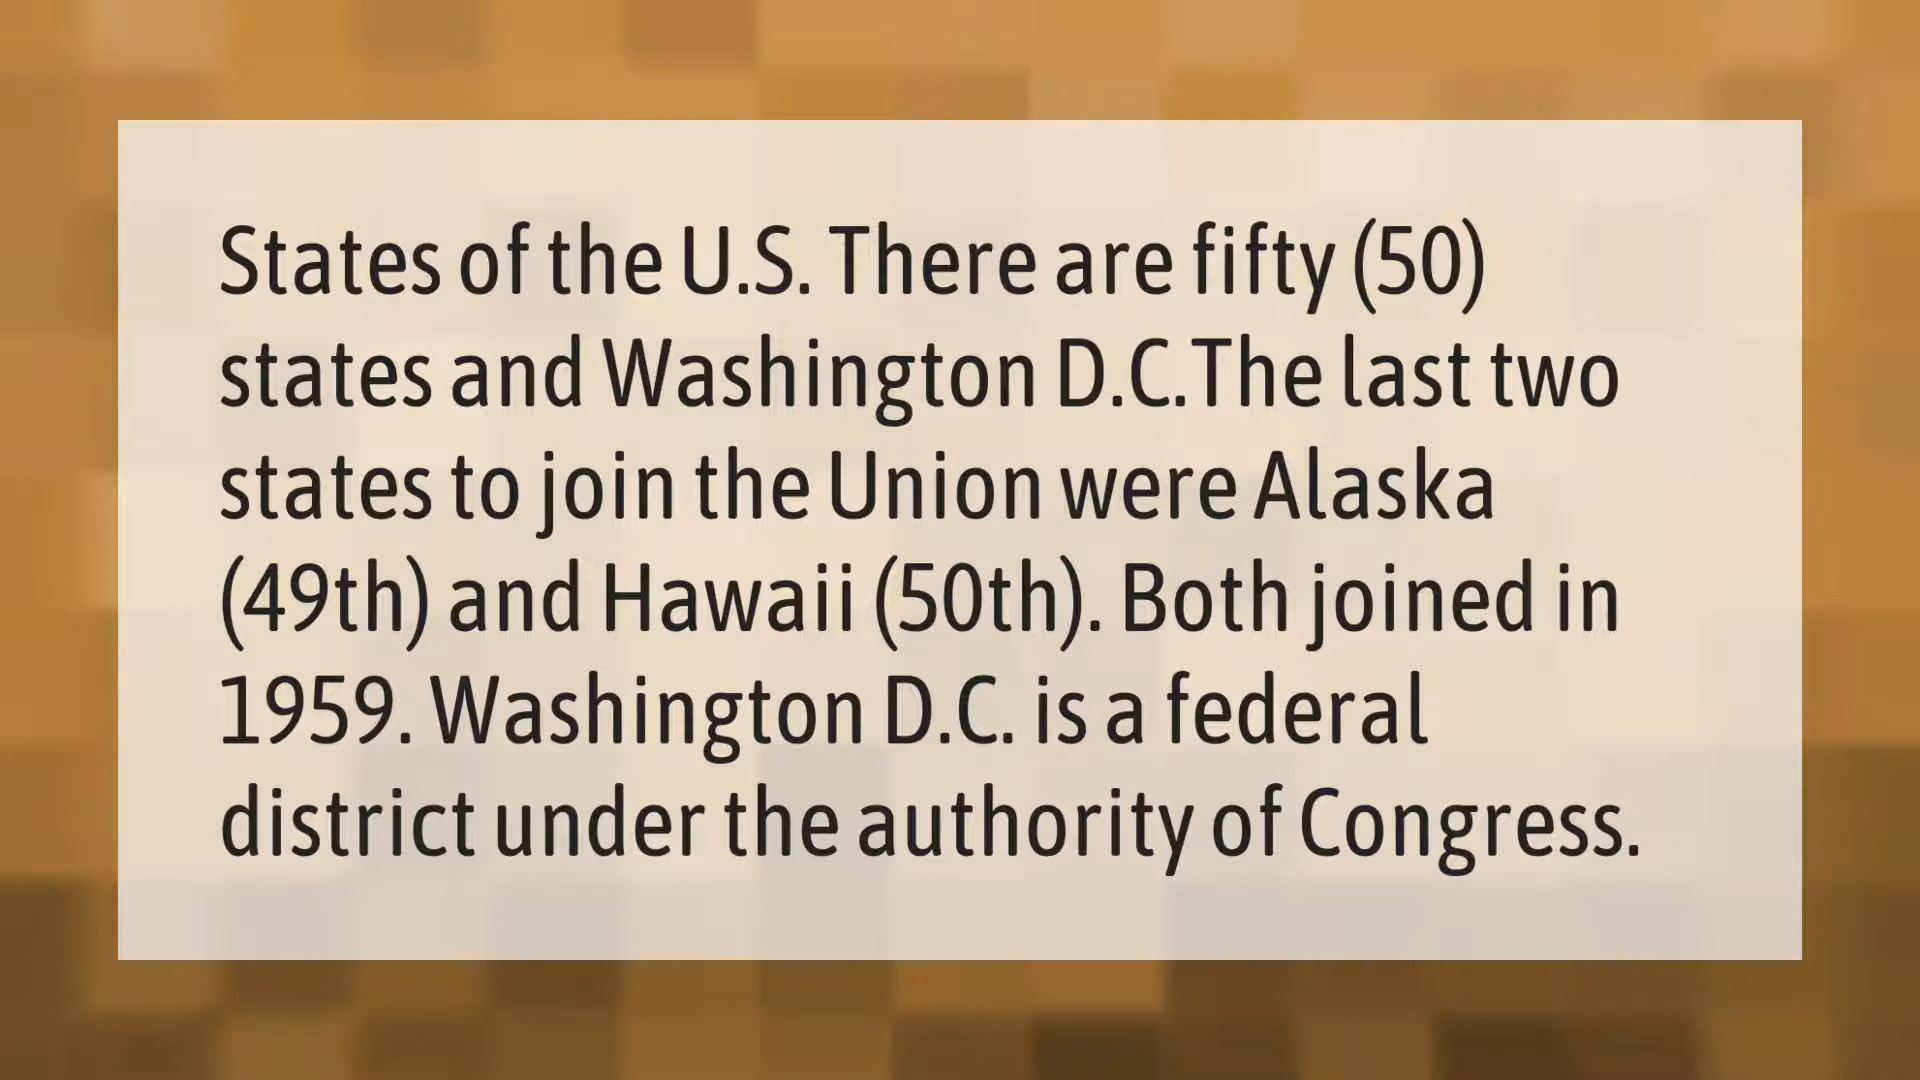 States of the U.S. There are fifty (50)
states and Washington D.C.The last two
states to join the Union were Alaska
(49th) and Hawaii (50th). Both joined in
1959. Washington D.C. is a federal
district under the authority of Congress.